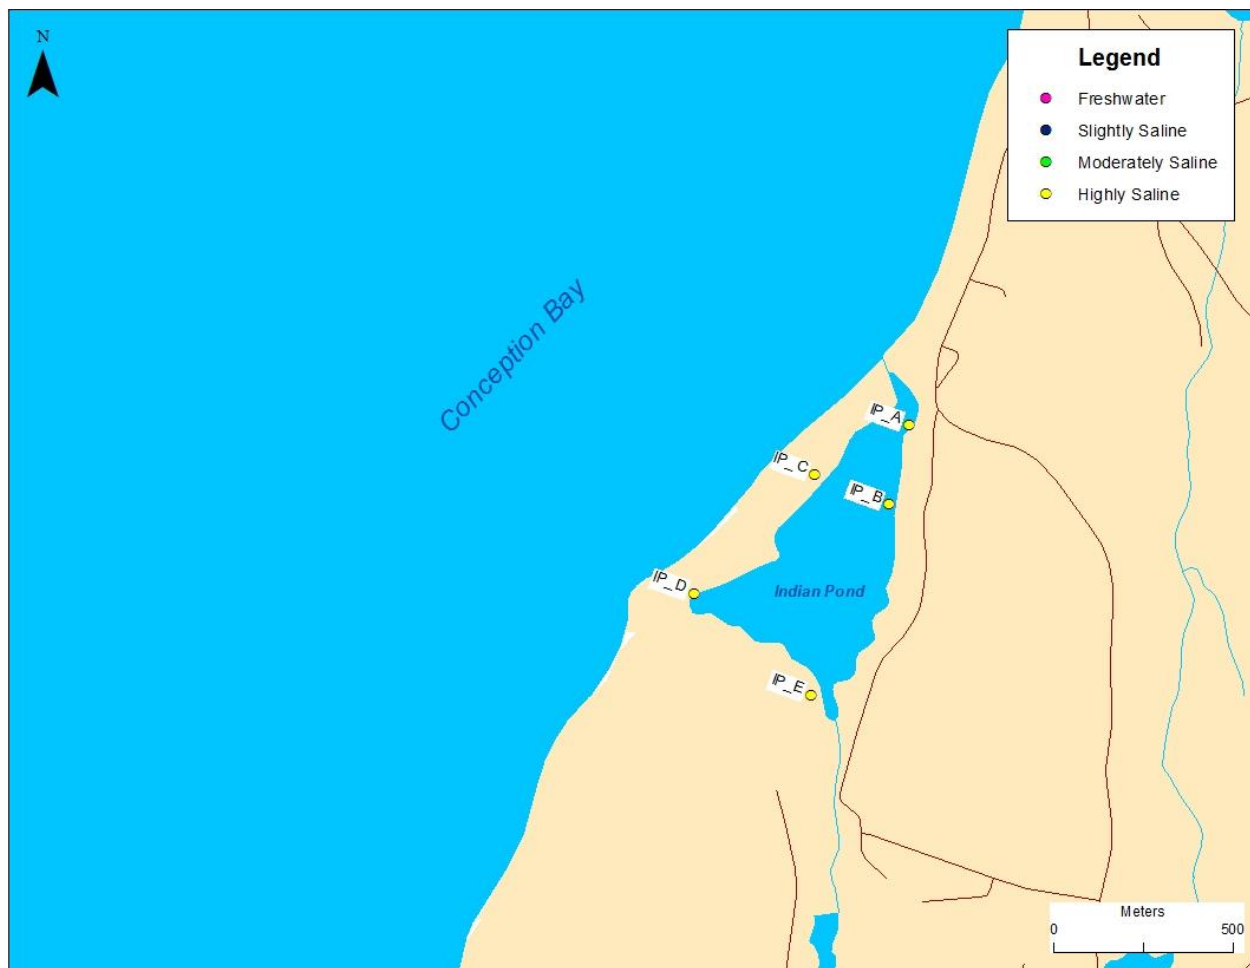 N
Legend
Freshwater
Slightly Saline
Moderately Saline
Highly Saline
Conception Bay
IP_A
IP_C
IP_B
IP_D
Indian Pond
IP_E
Meters
0 500